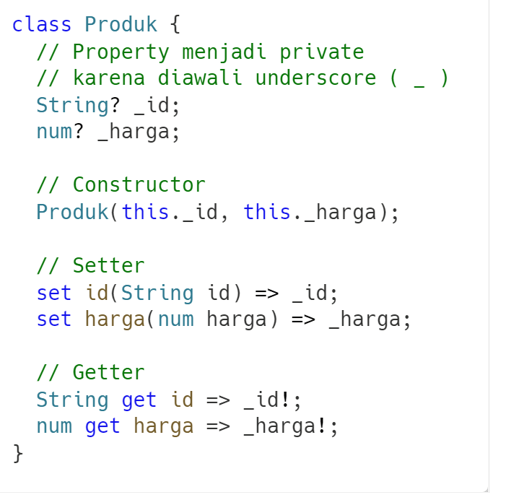 class Produk {
  // Property menjadi private
  // karena diawali underscore ( _ )
  String? _id;
  num? _harga;

  // Constructor
  Produk(this._id, this._harga);

  // Setter
  set id(String id) => _id;
  set harga(num harga) => _harga;

  // Getter
  String get id => _id!;
  num get harga => _harga!;
}